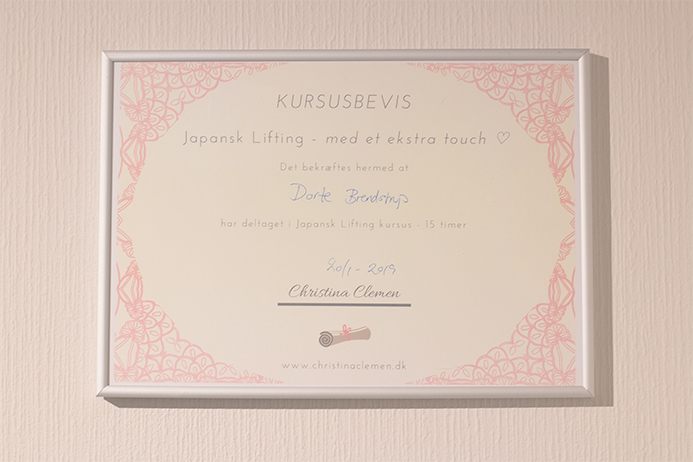 KURSUSBEVIS
Japansk Lifting - med et ekstra touch ♡
Det bekræftes hermed at
Dorte Brendstrup
har deltaget i Japansk Lifting kursus - 15 timer
20/1 - 2019
Christina Clemen
www.christinaclemen.dk